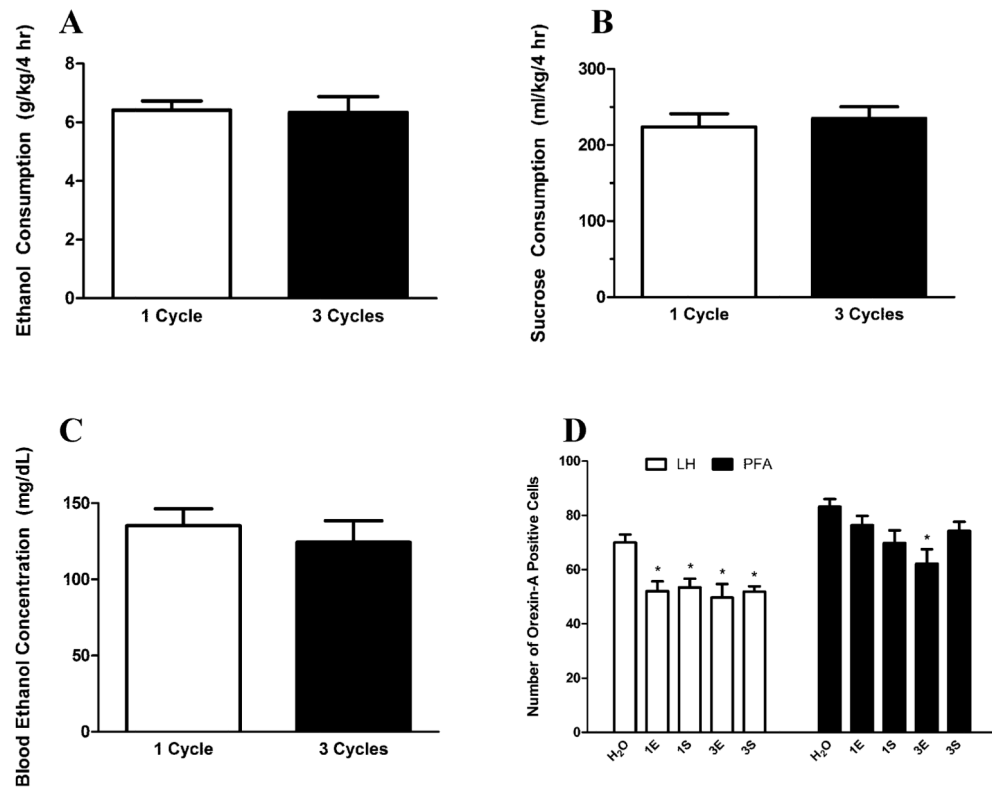 A
Ethanol Consumption (g/kg/4 hr)
8
6
4
2
0
1 Cycle
3 Cycles
B
Sucrose Consumption (ml/kg/4 hr)
300
200
100
0
1 Cycle
3 Cycles
C
Blood Ethanol Concentration (mg/dL)
150
100
50
0
1 Cycle
3 Cycles
D
Number of Orexin-A Positive Cells
100
80
60
40
20
0
LH
PFA
* * * *
*
H₂O 1E 1S 3E 3S
H₂O 1E 1S 3E 3S